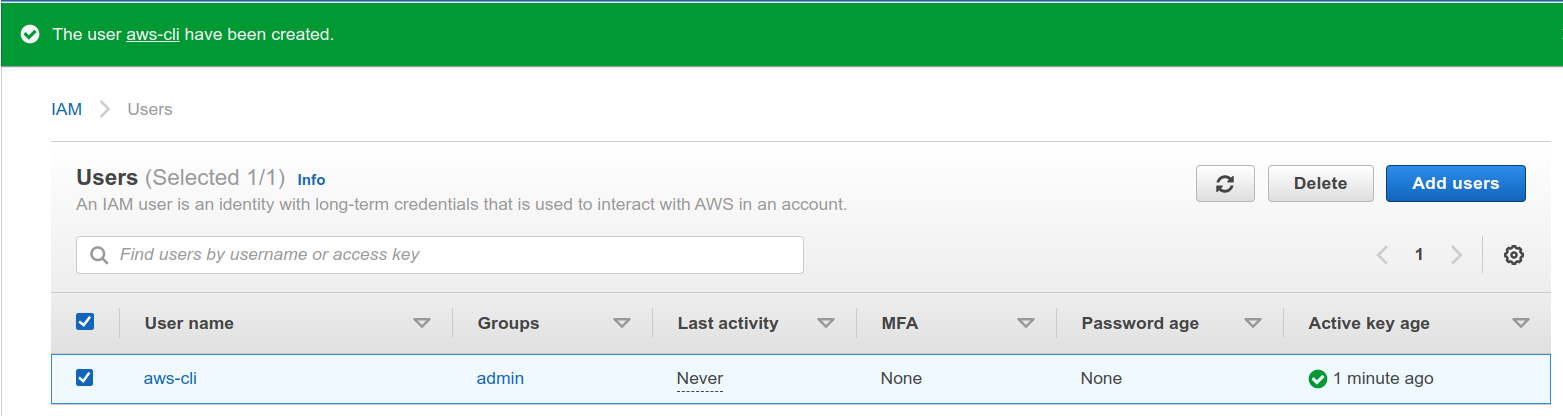 The user aws-cli have been created.
IAM Users
Users (Selected 1/1) Info
An IAM user is an identity with long-term credentials that is used to interact with AWS in an account.
Delete
Add users
Find users by username or access key
1
User name Groups Last activity MFA Password age Active key age
aws-cli admin Never None None 1 minute ago